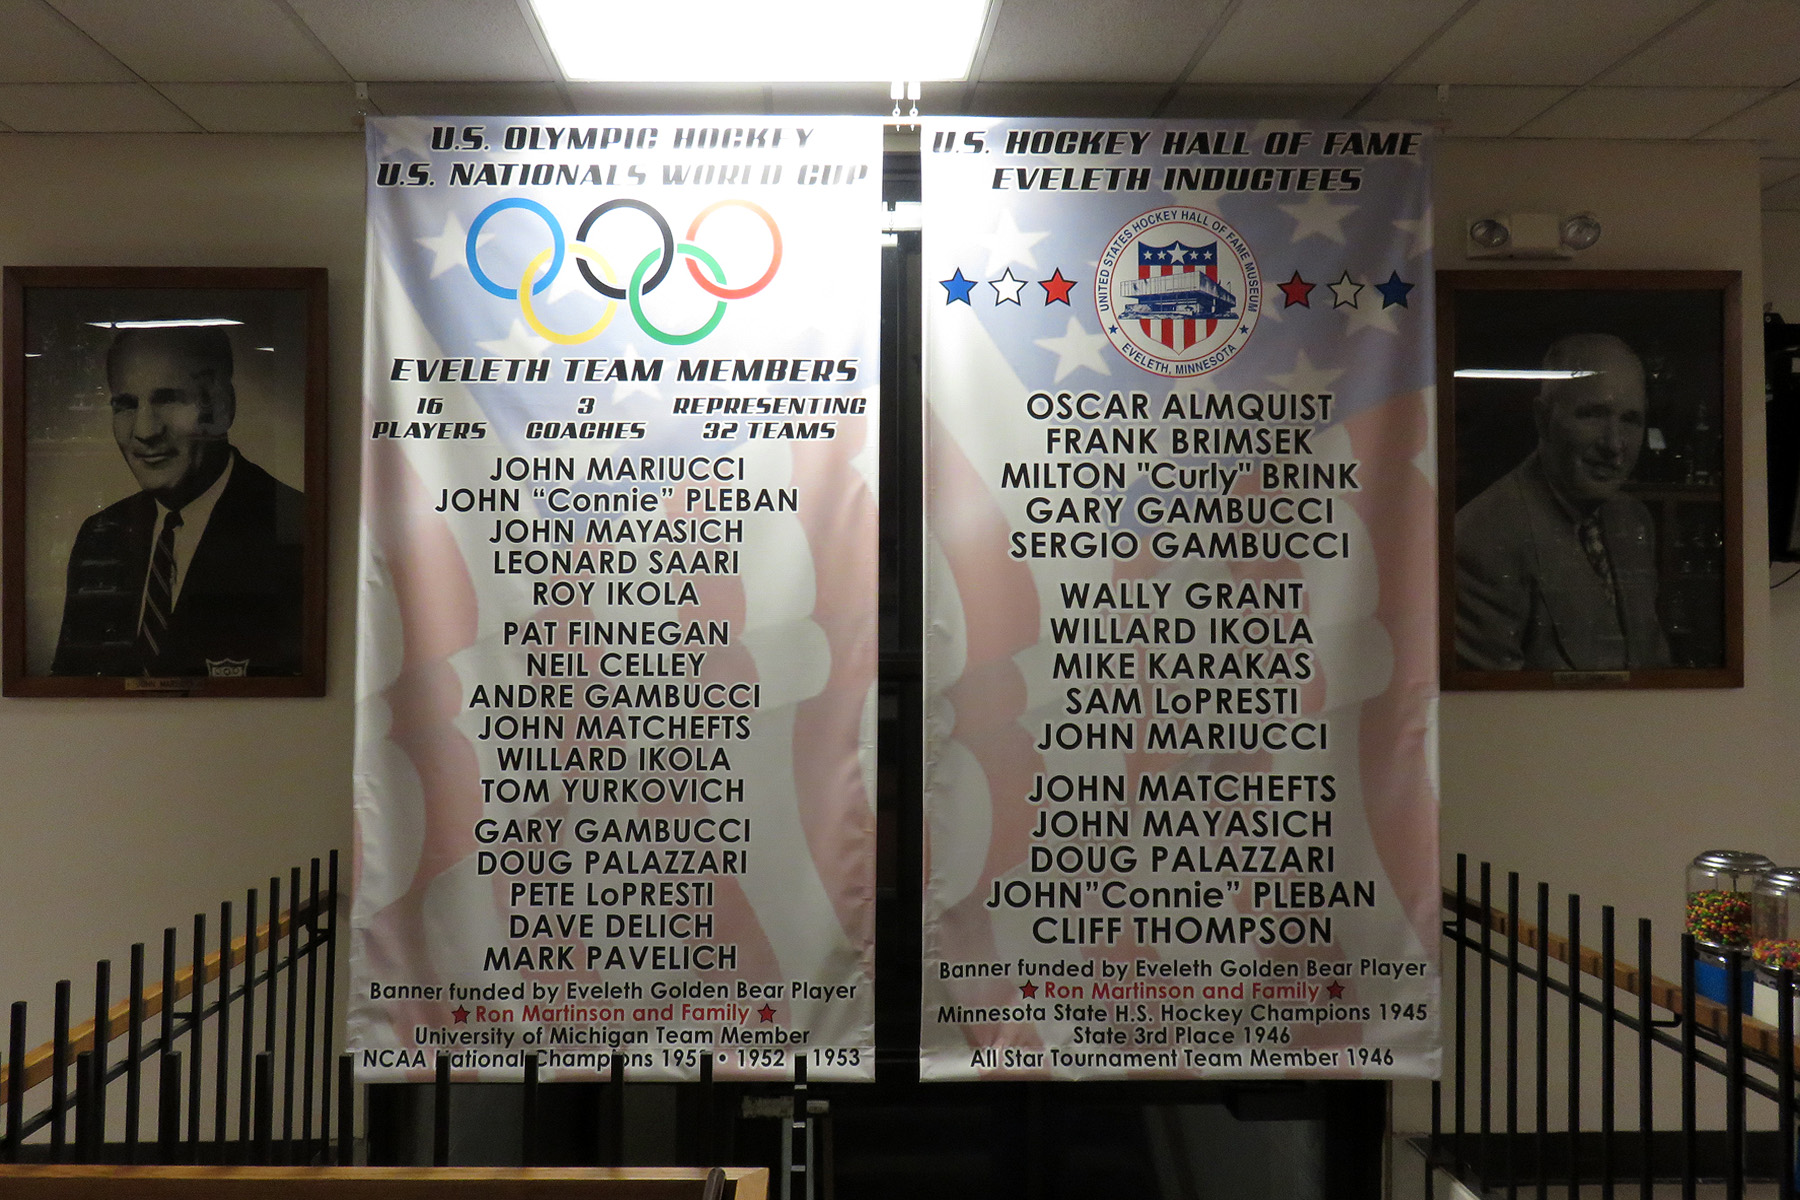 U.S. OLYMPIC HOCKEY
U.S. NATIONALS WORLD CUP
EVELETH TEAM MEMBERS
16 PLAYERS
3 COACHES
REPRESENTING 32 TEAMS
JOHN MARIUCCI
JOHN “Connie” PLEBAN
JOHN MAYASICH
LEONARD SAARI
ROY IKOLA
PAT FINNEGAN
NEIL CELLEY
ANDRE GAMBUCCI
JOHN MATCHEFTS
WILLARD IKOLA
TOM YURKOVICH
GARY GAMBUCCI
DOUG PALAZZARI
PETE LoPRESTI
DAVE DELICH
MARK PAVELICH
Banner funded by Eveleth Golden Bear Player
Ron Martinson and Family
University of Michigan Team Member
NCAA National Champions 195 • 1952 1953
U.S. HOCKEY HALL OF FAME
EVELETH INDUCTEES
UNITED STATES HOCKEY HALL OF FAME MUSEUM
EVELETH, MINNESOTA
OSCAR ALMQUIST
FRANK BRIMSEK
MILTON "Curly" BRINK
GARY GAMBUCCI
SERGIO GAMBUCCI
WALLY GRANT
WILLARD IKOLA
MIKE KARAKAS
SAM LoPRESTI
JOHN MARIUCCI
JOHN MATCHEFTS
JOHN MAYASICH
DOUG PALAZZARI
JOHN”Connie” PLEBAN
CLIFF THOMPSON
Banner funded by Eveleth Golden Bear Player
Ron Martinson and Family
Minnesota State H.S. Hockey Champions 1945
State 3rd Place 1946
All Star Tournament Team Member 1946